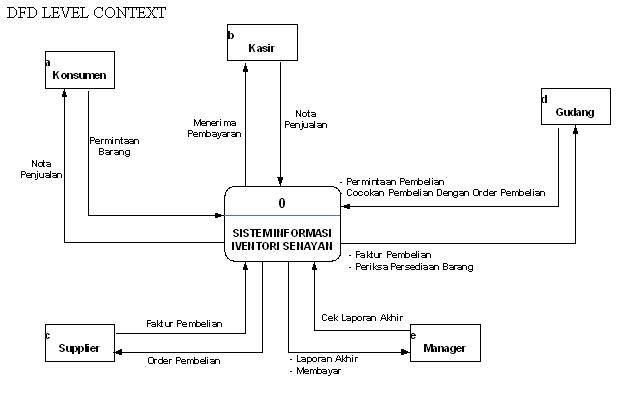 DFD LEVEL CONTEXT
b
Kasir
a
Konsumen
d
Gudang
Menerima
Pembayaran
Nota
Penjualan
Permintaan
Barang
Nota
Penjualan
- Permintaan Pembelian
- Cocokan Pembelian Dengan Order Pembelian
0
SISTEMINFORMASI
IVENTORI SENAYAN
- Faktur Pembelian
- Periksa Persediaan Barang
Cek Laporan Akhir
Faktur Pembelian
c
Supplier
e
Manager
Order Pembelian
- Laporan Akhir
- Membayar